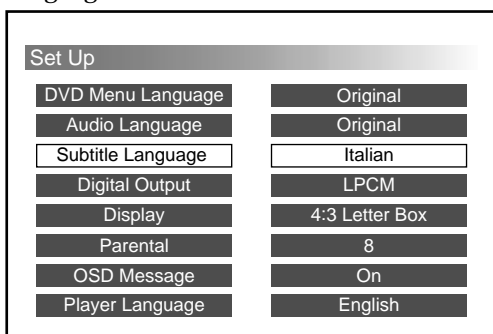 Set Up
DVD Menu Language Original
Audio Language Original
Subtitle Language Italian
Digital Output LPCM
Display 4:3 Letter Box
Parental 8
OSD Message On
Player Language English